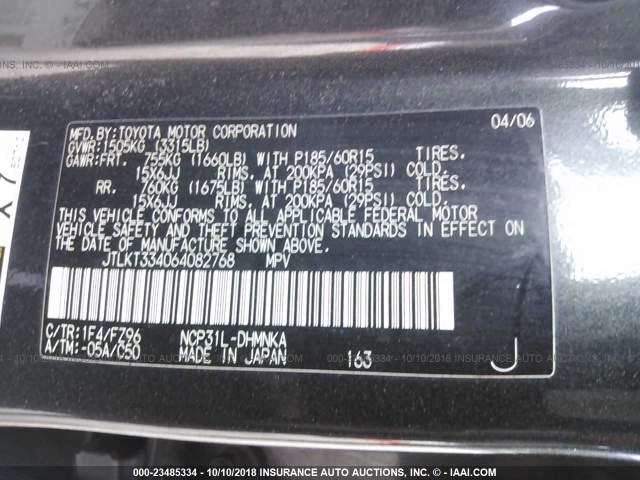 MFD.BY:TOYOTA MOTOR CORPORATION 04/06
GVWR:1505KG (3315LB)
GAWR:FRT. 755KG (1660LB) WITH P185/60R15 TIRES.
15X6JJ RIMS. AT 200KPA (29PSI) COLD.
RR. 760KG (1675LB) WITH P185/60R15 TIRES.
15X6JJ RIMS. AT 200KPA (29PSI) COLD.
THIS VEHICLE CONFORMS TO ALL APPLICABLE FEDERAL MOTOR
VEHICLE SAFETY AND THEFT PREVENTION STANDARDS IN EFFECT ON
THE DATE OF MANUFACTURE SHOWN ABOVE.
JTLKT334064082768 MPV
C/TR:1F4/FZ96 NCP31L-DHMNKA
A/TM:-05A/C50 MADE IN JAPAN 163 J
X7
000-23485334 - 10/10/2018 INSURANCE AUTO AUCTIONS, INC. - © IAAI.COM